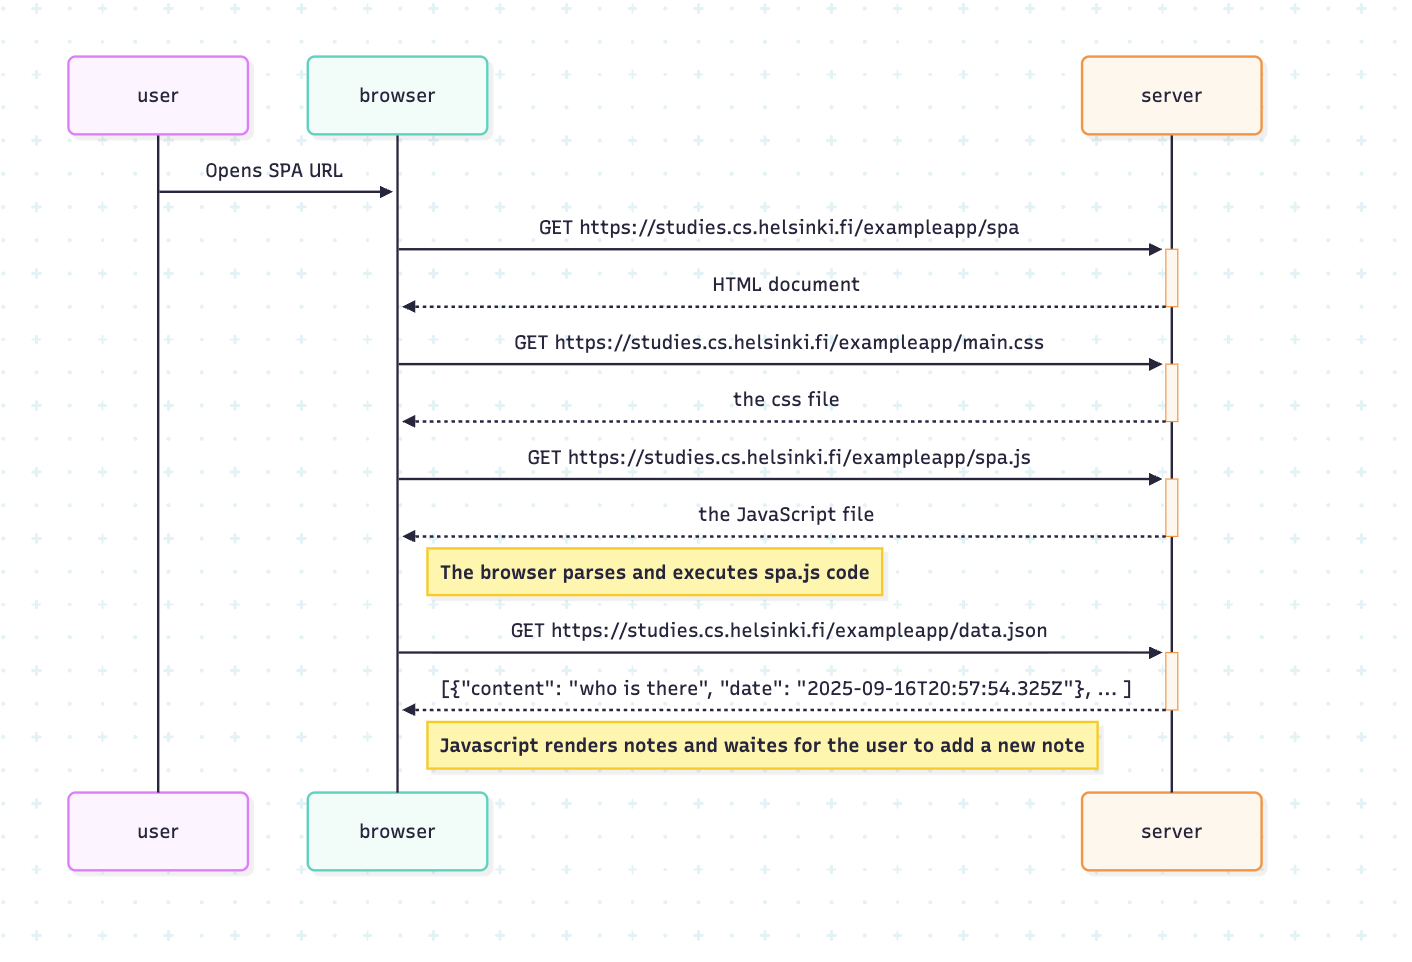 user
browser
server
Opens SPA URL
GET https://studies.cs.helsinki.fi/exampleapp/spa
HTML document
GET https://studies.cs.helsinki.fi/exampleapp/main.css
the css file
GET https://studies.cs.helsinki.fi/exampleapp/spa.js
the JavaScript file
The browser parses and executes spa.js code
GET https://studies.cs.helsinki.fi/exampleapp/data.json
[{"content": "who is there", "date": "2025-09-16T20:57:54.325Z"}, ... ]
Javascript renders notes and waites for the user to add a new note
user
browser
server